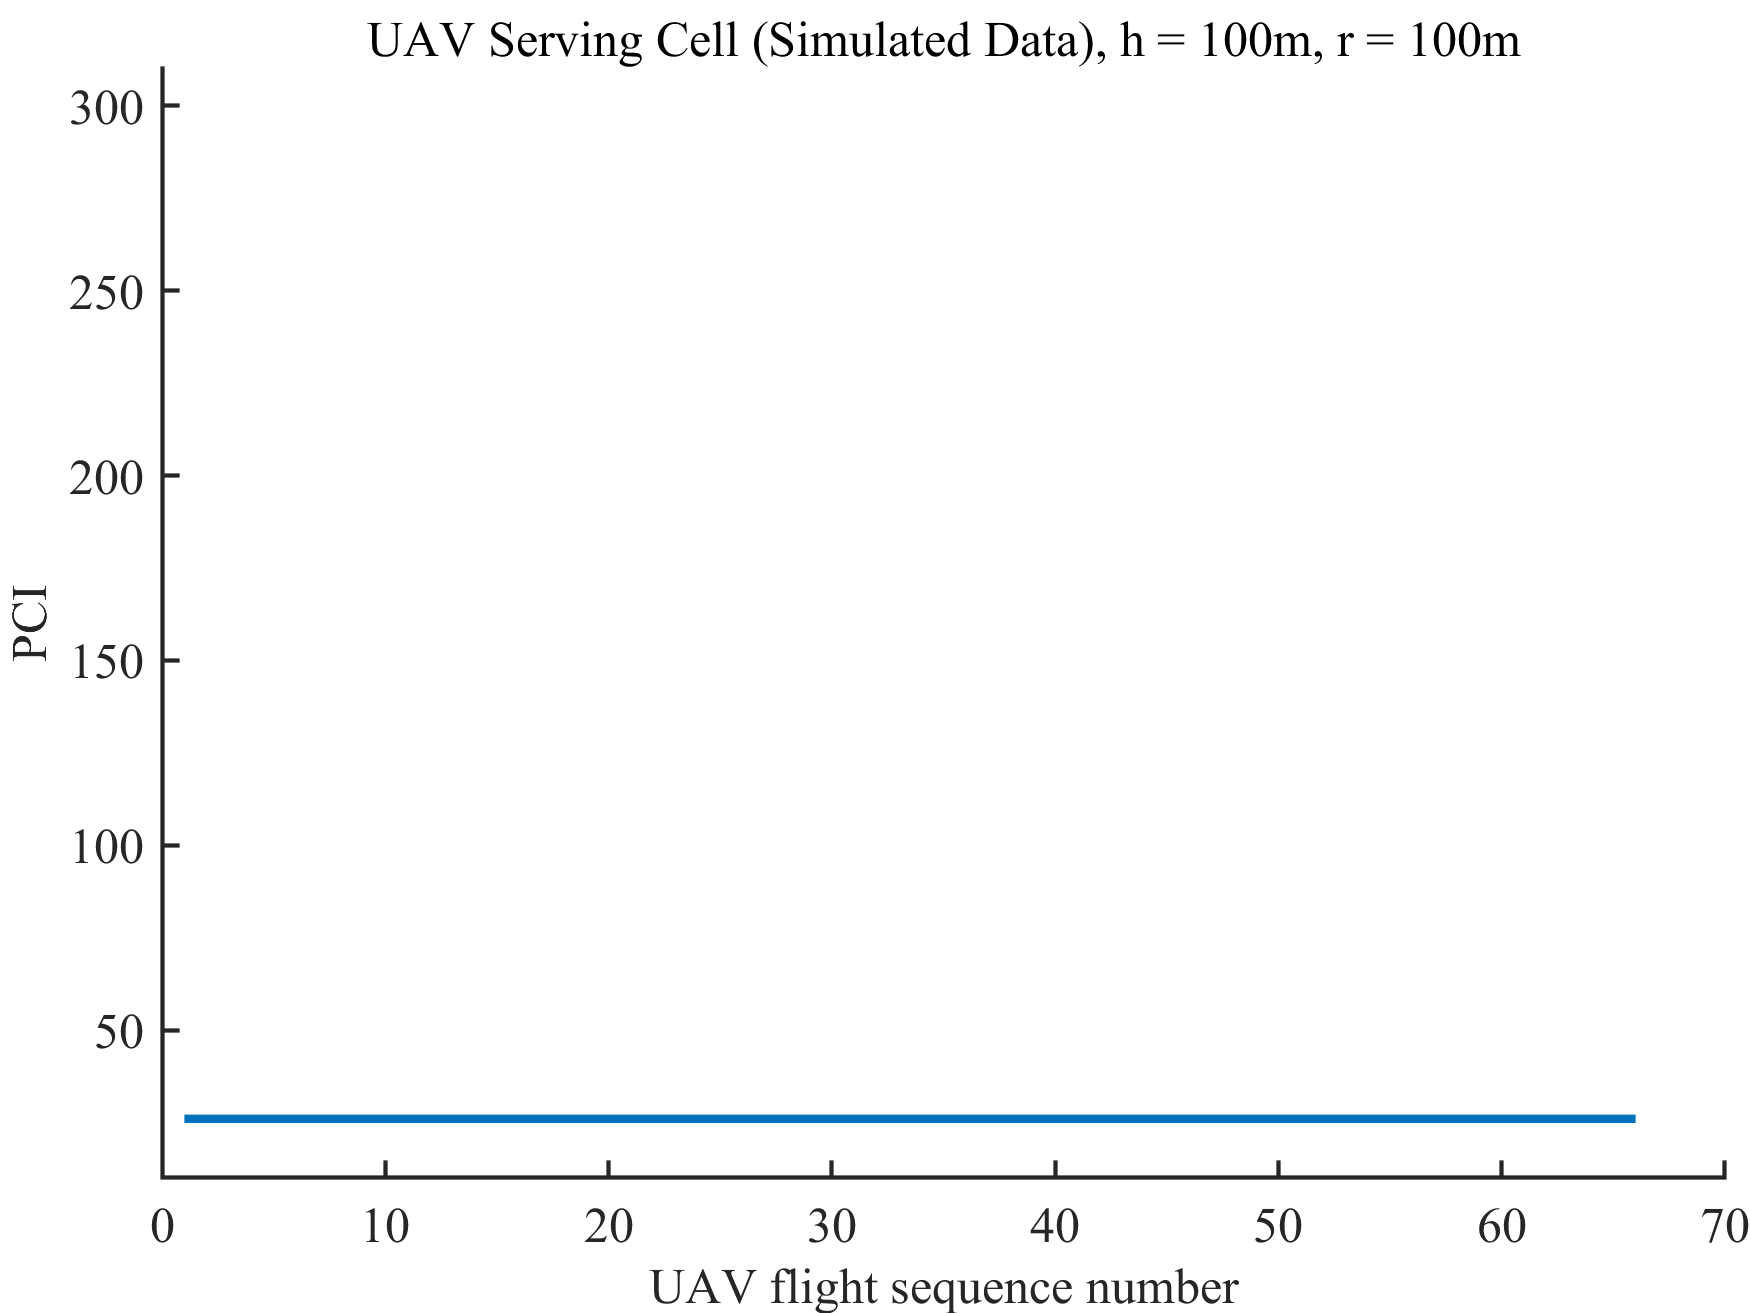 UAV Serving Cell (Simulated Data), h = 100m, r = 100m
300
250
200
150
100
50
PCI
0 10 20 30 40 50 60 70
UAV flight sequence number